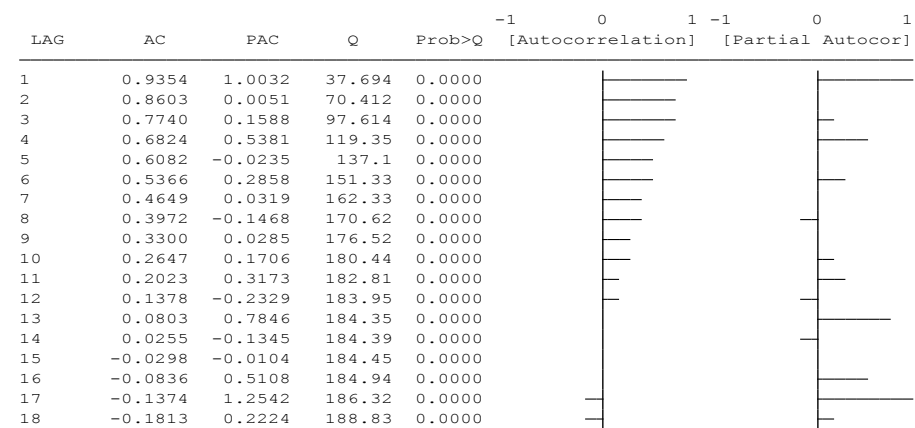 -1 0 1 -1 0 1
LAG AC PAC Q Prob>Q [Autocorrelation] [Partial Autocor]
1 0.9354 1.0032 37.694 0.0000
2 0.8603 0.0051 70.412 0.0000
3 0.7740 0.1588 97.614 0.0000
4 0.6824 0.5381 119.35 0.0000
5 0.6082 -0.0235 137.1 0.0000
6 0.5366 0.2858 151.33 0.0000
7 0.4649 0.0319 162.33 0.0000
8 0.3972 -0.1468 170.62 0.0000
9 0.3300 0.0285 176.52 0.0000
10 0.2647 0.1706 180.44 0.0000
11 0.2023 0.3173 182.81 0.0000
12 0.1378 -0.2329 183.95 0.0000
13 0.0803 0.7846 184.35 0.0000
14 0.0255 -0.1345 184.39 0.0000
15 -0.0298 -0.0104 184.45 0.0000
16 -0.0836 0.5108 184.94 0.0000
17 -0.1374 1.2542 186.32 0.0000
18 -0.1813 0.2224 188.83 0.0000